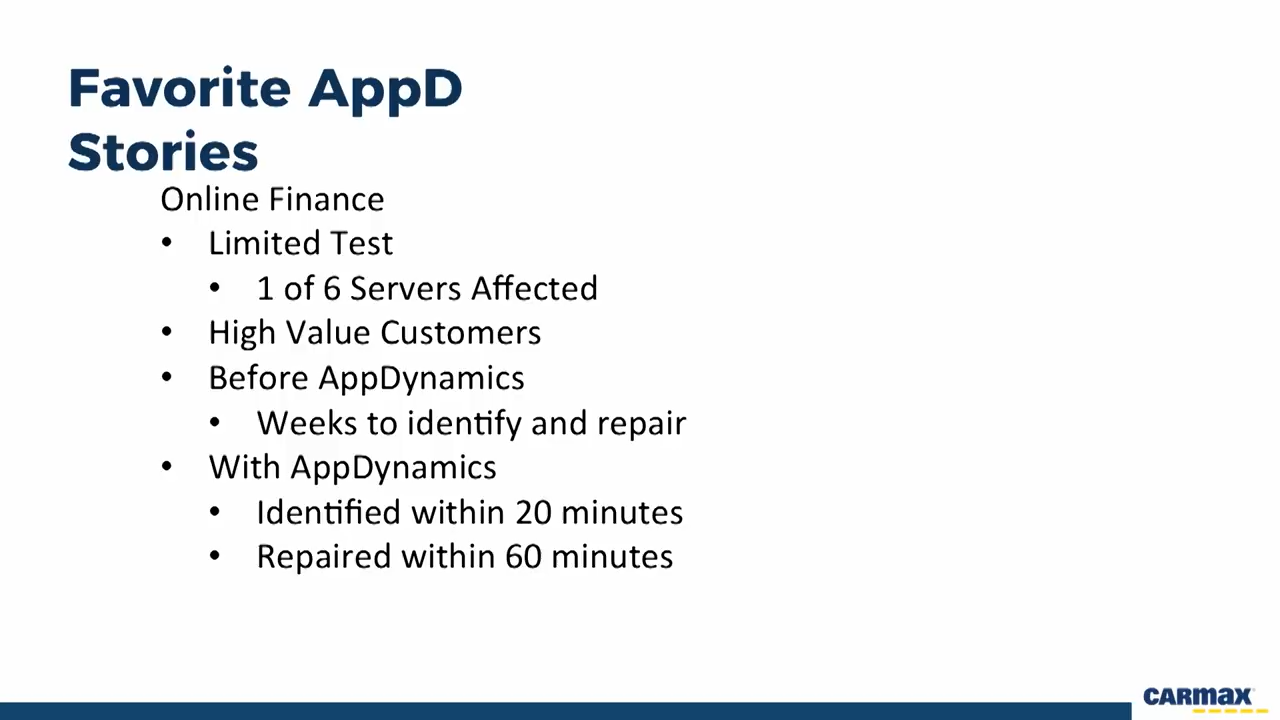 Favorite AppD
Stories
Online Finance
• Limited Test
• 1 of 6 Servers Affected
• High Value Customers
• Before AppDynamics
• Weeks to identify and repair
• With AppDynamics
• Identified within 20 minutes
• Repaired within 60 minutes
CARMAX